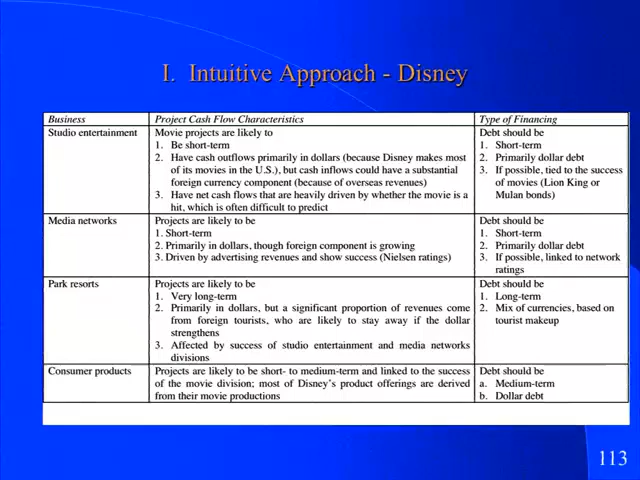 I. Intuitive Approach - Disney
Business Project Cash Flow Characteristics Type of Financing
Studio entertainment
Movie projects are likely to
1. Be short-term
2. Have cash outflows primarily in dollars (because Disney makes most
of its movies in the U.S.), but cash inflows could have a substantial
foreign currency component (because of overseas revenues)
3. Have net cash flows that are heavily driven by whether the movie is a
hit, which is often difficult to predict
Debt should be
1. Short-term
2. Primarily dollar debt
3. If possible, tied to the success
of movies (Lion King or
Mulan bonds)
Media networks
Projects are likely to be
1. Short-term
2. Primarily in dollars, though foreign component is growing
3. Driven by advertising revenues and show success (Nielsen ratings)
Debt should be
1. Short-term
2. Primarily dollar debt
3. If possible, linked to network
ratings
Park resorts
Projects are likely to be
1. Very long-term
2. Primarily in dollars, but a significant proportion of revenues come
from foreign tourists, who are likely to stay away if the dollar
strengthens
3. Affected by success of studio entertainment and media networks
divisions
Debt should be
1. Long-term
2. Mix of currencies, based on
tourist makeup
Consumer products
Projects are likely to be short- to medium-term and linked to the success
of the movie division; most of Disney's product offerings are derived
from their movie productions
Debt should be
a. Medium-term
b. Dollar debt
113